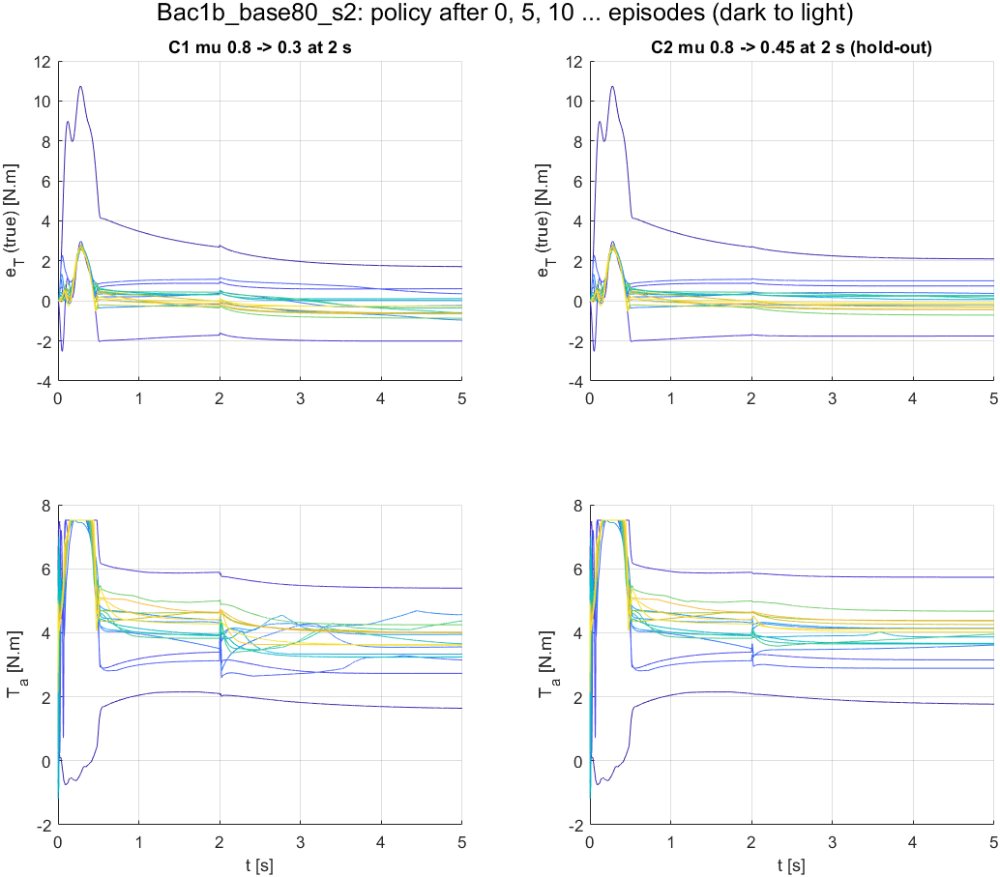 Bac1b_base80_s2: policy after 0, 5, 10 ... episodes (dark to light)
C1 mu 0.8 -> 0.3 at 2 s
e_T (true) [N.m]
12
10
8
6
4
2
0
-2
-4
0 1 2 3 4 5
C2 mu 0.8 -> 0.45 at 2 s (hold-out)
e_T (true) [N.m]
12
10
8
6
4
2
0
-2
-4
0 1 2 3 4 5
T_a [N.m]
8
6
4
2
0
-2
0 1 2 3 4 5
t [s]
T_a [N.m]
8
6
4
2
0
-2
0 1 2 3 4 5
t [s]